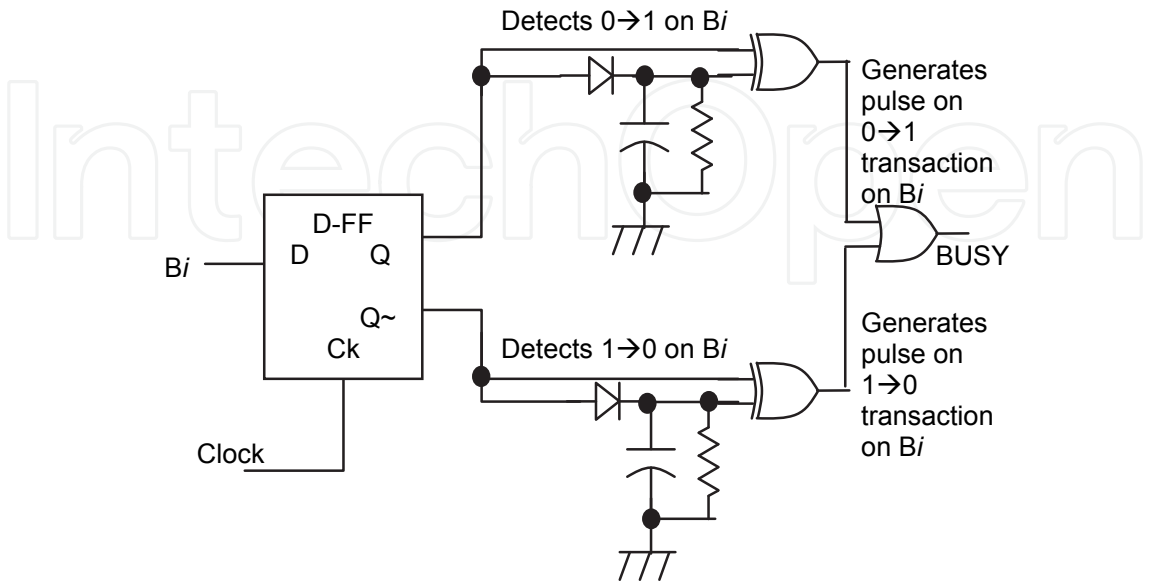 Detects 0→1 on Bi
Generates
pulse on
0→1
transaction
on Bi
IntechOpen
D-FF
D Q
Bi
BUSY
Q~
Ck
Detects 1→0 on Bi
Generates
pulse on
1→0
transaction
on Bi
Clock